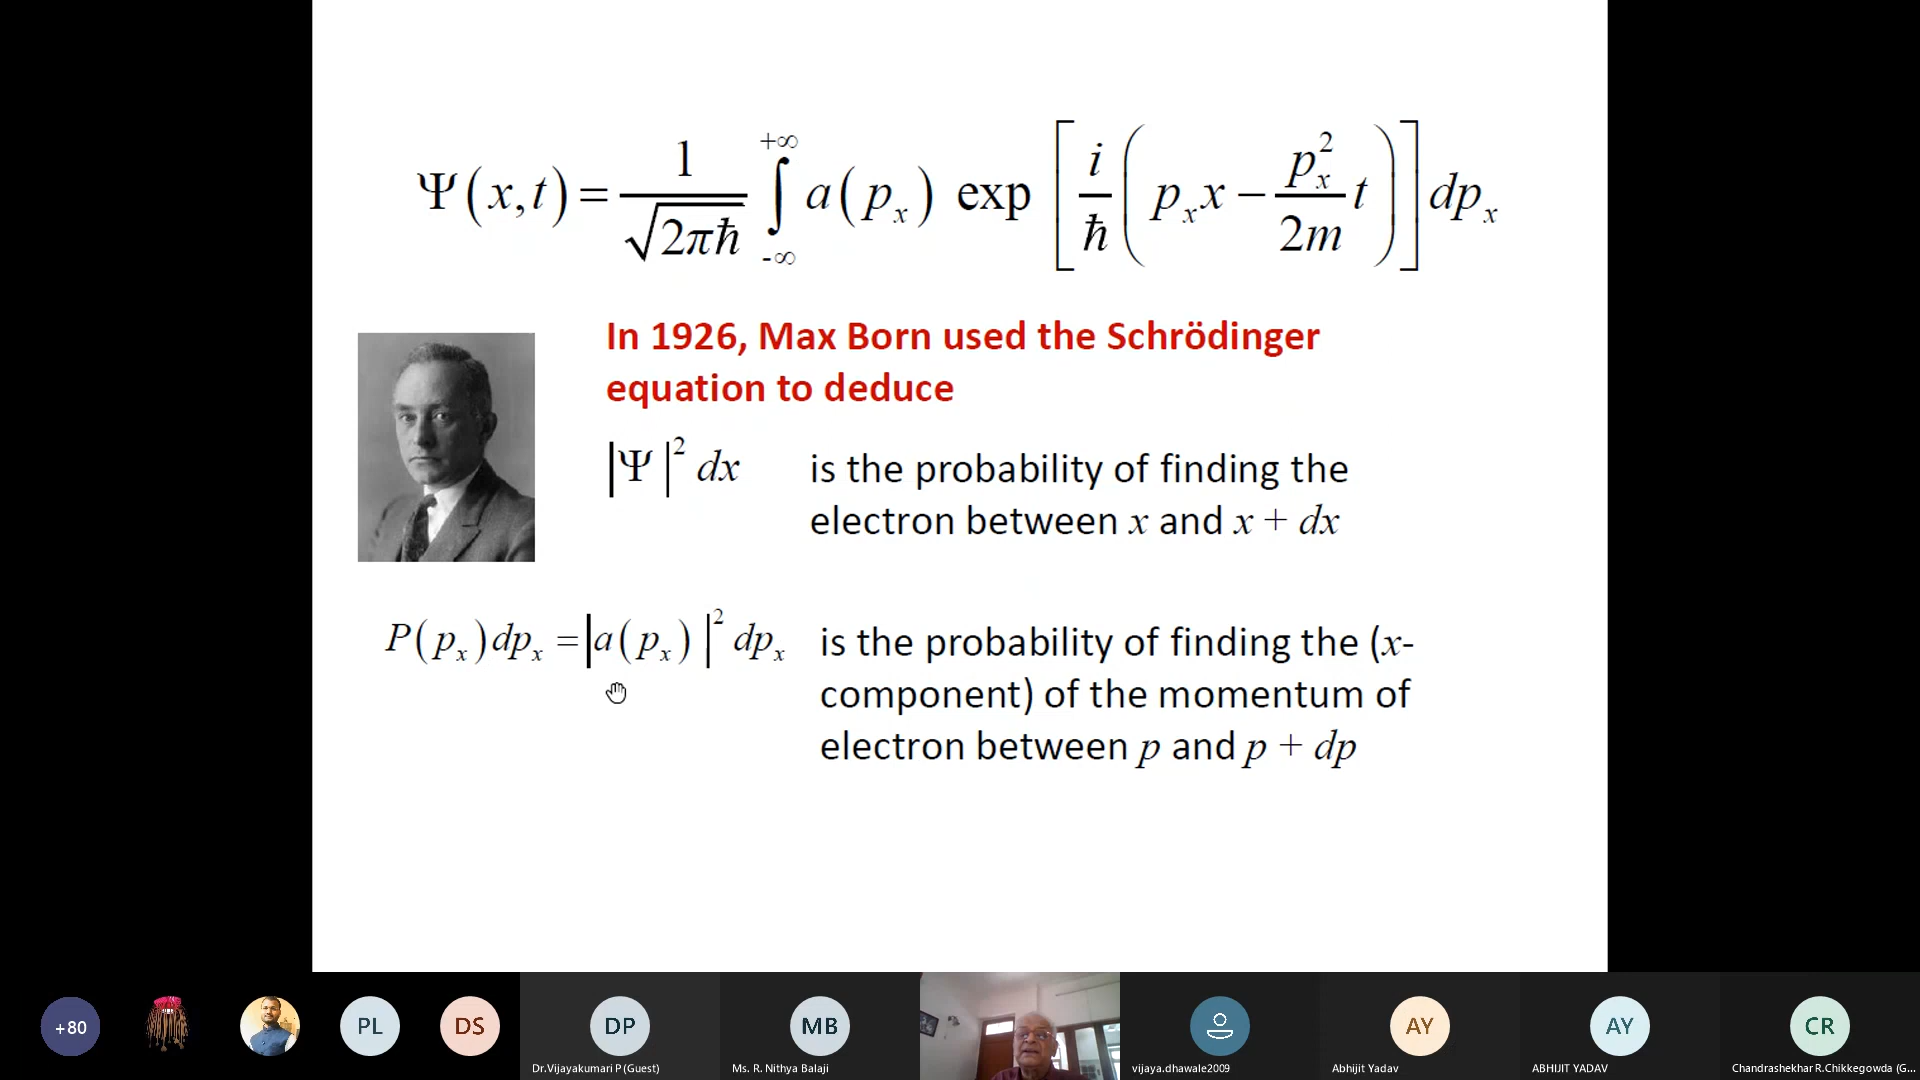 Ψ(x,t) = 1/√(2πħ) ∫_{-∞}^{+∞} a(p_x) exp [ i/ħ ( p_x x − p_x²/2m t ) ] dp_x
In 1926, Max Born used the Schrödinger
equation to deduce
|Ψ|² dx is the probability of finding the
electron between x and x + dx
P(p_x)dp_x = |a(p_x)|² dp_x is the probability of finding the (x-
component) of the momentum of
electron between p and p + dp
+80
PL
DS
DP
MB
AY
AY
CR
Dr.Vijayakumari P (Guest)
Ms. R. Nithya Balaji
vijaya.dhawale2009
Abhijit Yadav
ABHIJIT YADAV
Chandrashekhar R.Chikkegowda (G...